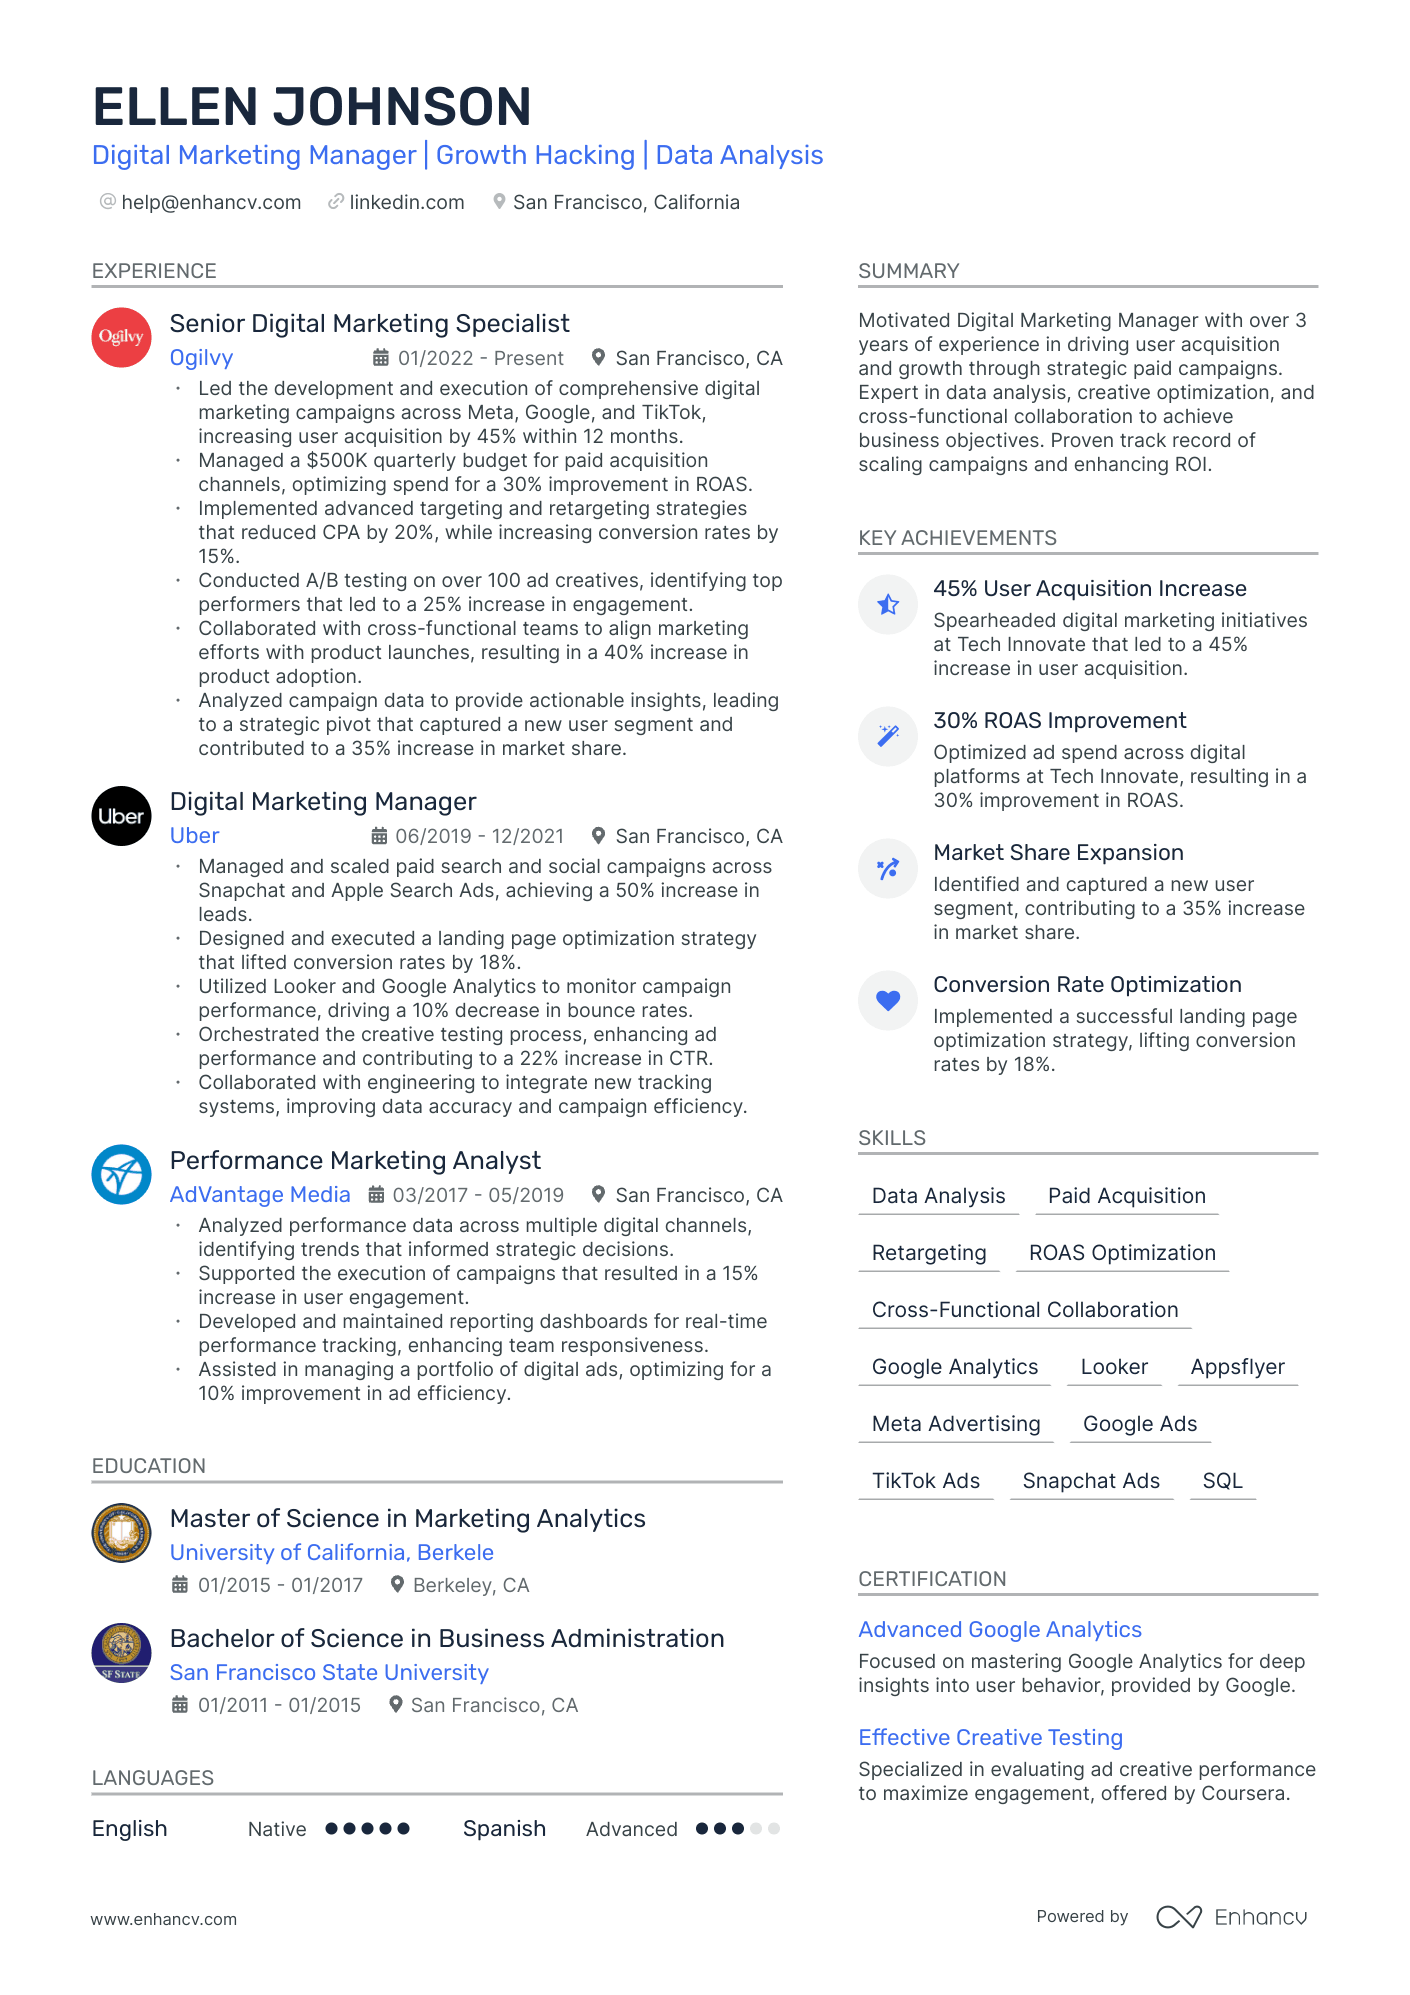 ELLEN JOHNSON
Digital Marketing Manager | Growth Hacking | Data Analysis
help@enhancv.com linkedin.com San Francisco, California
EXPERIENCE
Ogilvy
Senior Digital Marketing Specialist
Ogilvy 01/2022 - Present San Francisco, CA
· Led the development and execution of comprehensive digital
marketing campaigns across Meta, Google, and TikTok,
increasing user acquisition by 45% within 12 months.
· Managed a $500K quarterly budget for paid acquisition
channels, optimizing spend for a 30% improvement in ROAS.
· Implemented advanced targeting and retargeting strategies
that reduced CPA by 20%, while increasing conversion rates by
15%.
· Conducted A/B testing on over 100 ad creatives, identifying top
performers that led to a 25% increase in engagement.
· Collaborated with cross-functional teams to align marketing
efforts with product launches, resulting in a 40% increase in
product adoption.
· Analyzed campaign data to provide actionable insights, leading
to a strategic pivot that captured a new user segment and
contributed to a 35% increase in market share.
Uber
Digital Marketing Manager
Uber 06/2019 - 12/2021 San Francisco, CA
· Managed and scaled paid search and social campaigns across
Snapchat and Apple Search Ads, achieving a 50% increase in
leads.
· Designed and executed a landing page optimization strategy
that lifted conversion rates by 18%.
· Utilized Looker and Google Analytics to monitor campaign
performance, driving a 10% decrease in bounce rates.
· Orchestrated the creative testing process, enhancing ad
performance and contributing to a 22% increase in CTR.
· Collaborated with engineering to integrate new tracking
systems, improving data accuracy and campaign efficiency.
Performance Marketing Analyst
AdVantage Media 03/2017 - 05/2019 San Francisco, CA
· Analyzed performance data across multiple digital channels,
identifying trends that informed strategic decisions.
· Supported the execution of campaigns that resulted in a 15%
increase in user engagement.
· Developed and maintained reporting dashboards for real-time
performance tracking, enhancing team responsiveness.
· Assisted in managing a portfolio of digital ads, optimizing for a
10% improvement in ad efficiency.
EDUCATION
Master of Science in Marketing Analytics
University of California, Berkele
01/2015 - 01/2017 Berkeley, CA
SF STATE
Bachelor of Science in Business Administration
San Francisco State University
01/2011 - 01/2015 San Francisco, CA
LANGUAGES
English Native Spanish Advanced
SUMMARY
Motivated Digital Marketing Manager with over 3
years of experience in driving user acquisition
and growth through strategic paid campaigns.
Expert in data analysis, creative optimization, and
cross-functional collaboration to achieve
business objectives. Proven track record of
scaling campaigns and enhancing ROI.
KEY ACHIEVEMENTS
45% User Acquisition Increase
Spearheaded digital marketing initiatives
at Tech Innovate that led to a 45%
increase in user acquisition.
30% ROAS Improvement
Optimized ad spend across digital
platforms at Tech Innovate, resulting in a
30% improvement in ROAS.
Market Share Expansion
Identified and captured a new user
segment, contributing to a 35% increase
in market share.
Conversion Rate Optimization
Implemented a successful landing page
optimization strategy, lifting conversion
rates by 18%.
SKILLS
Data Analysis Paid Acquisition
Retargeting ROAS Optimization
Cross-Functional Collaboration
Google Analytics Looker Appsflyer
Meta Advertising Google Ads
TikTok Ads Snapchat Ads SQL
CERTIFICATION
Advanced Google Analytics
Focused on mastering Google Analytics for deep
insights into user behavior, provided by Google.
Effective Creative Testing
Specialized in evaluating ad creative performance
to maximize engagement, offered by Coursera.
www.enhancv.com
Powered by Enhancv